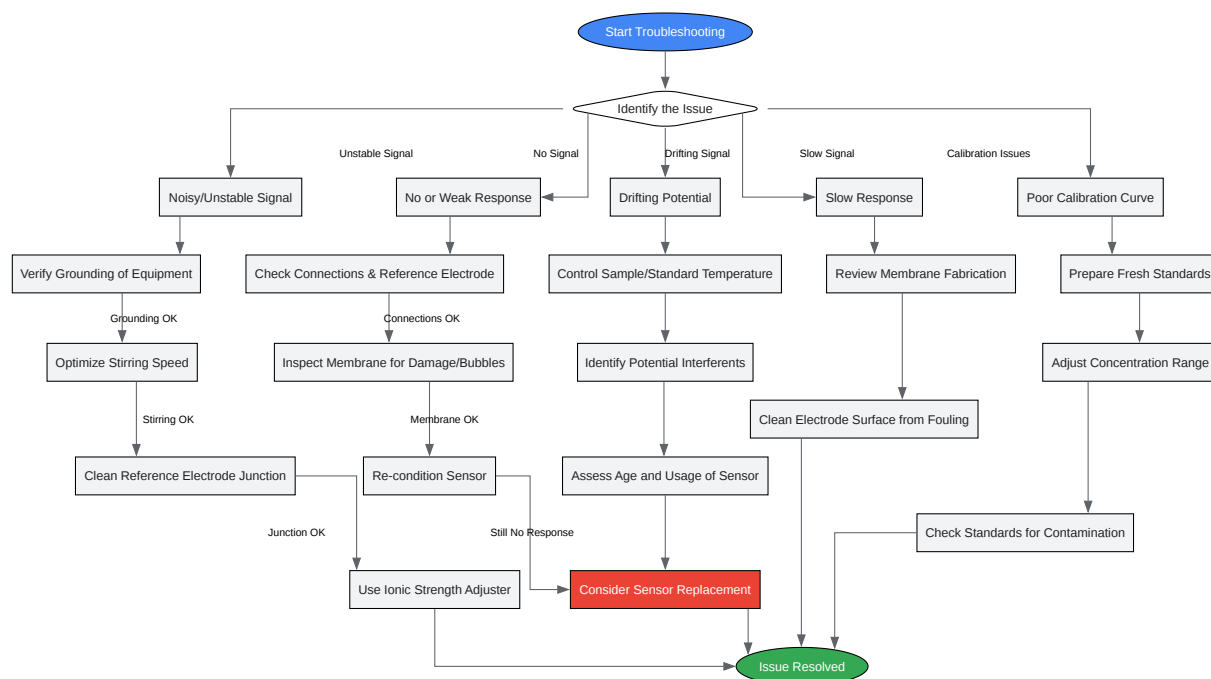 Start Troubleshooting
Identify the Issue
Unstable Signal
No Signal
Drifting Signal
Slow Signal
Calibration Issues
Noisy/Unstable Signal
No or Weak Response
Drifting Potential
Slow Response
Poor Calibration Curve
Verify Grounding of Equipment
Check Connections & Reference Electrode
Control Sample/Standard Temperature
Review Membrane Fabrication
Prepare Fresh Standards
Grounding OK
Connections OK
Optimize Stirring Speed
Inspect Membrane for Damage/Bubbles
Identify Potential Interferents
Adjust Concentration Range
Stirring OK
Membrane OK
Clean Electrode Surface from Fouling
Clean Reference Electrode Junction
Re-condition Sensor
Assess Age and Usage of Sensor
Junction OK
Still No Response
Check Standards for Contamination
Use Ionic Strength Adjuster
Consider Sensor Replacement
Issue Resolved